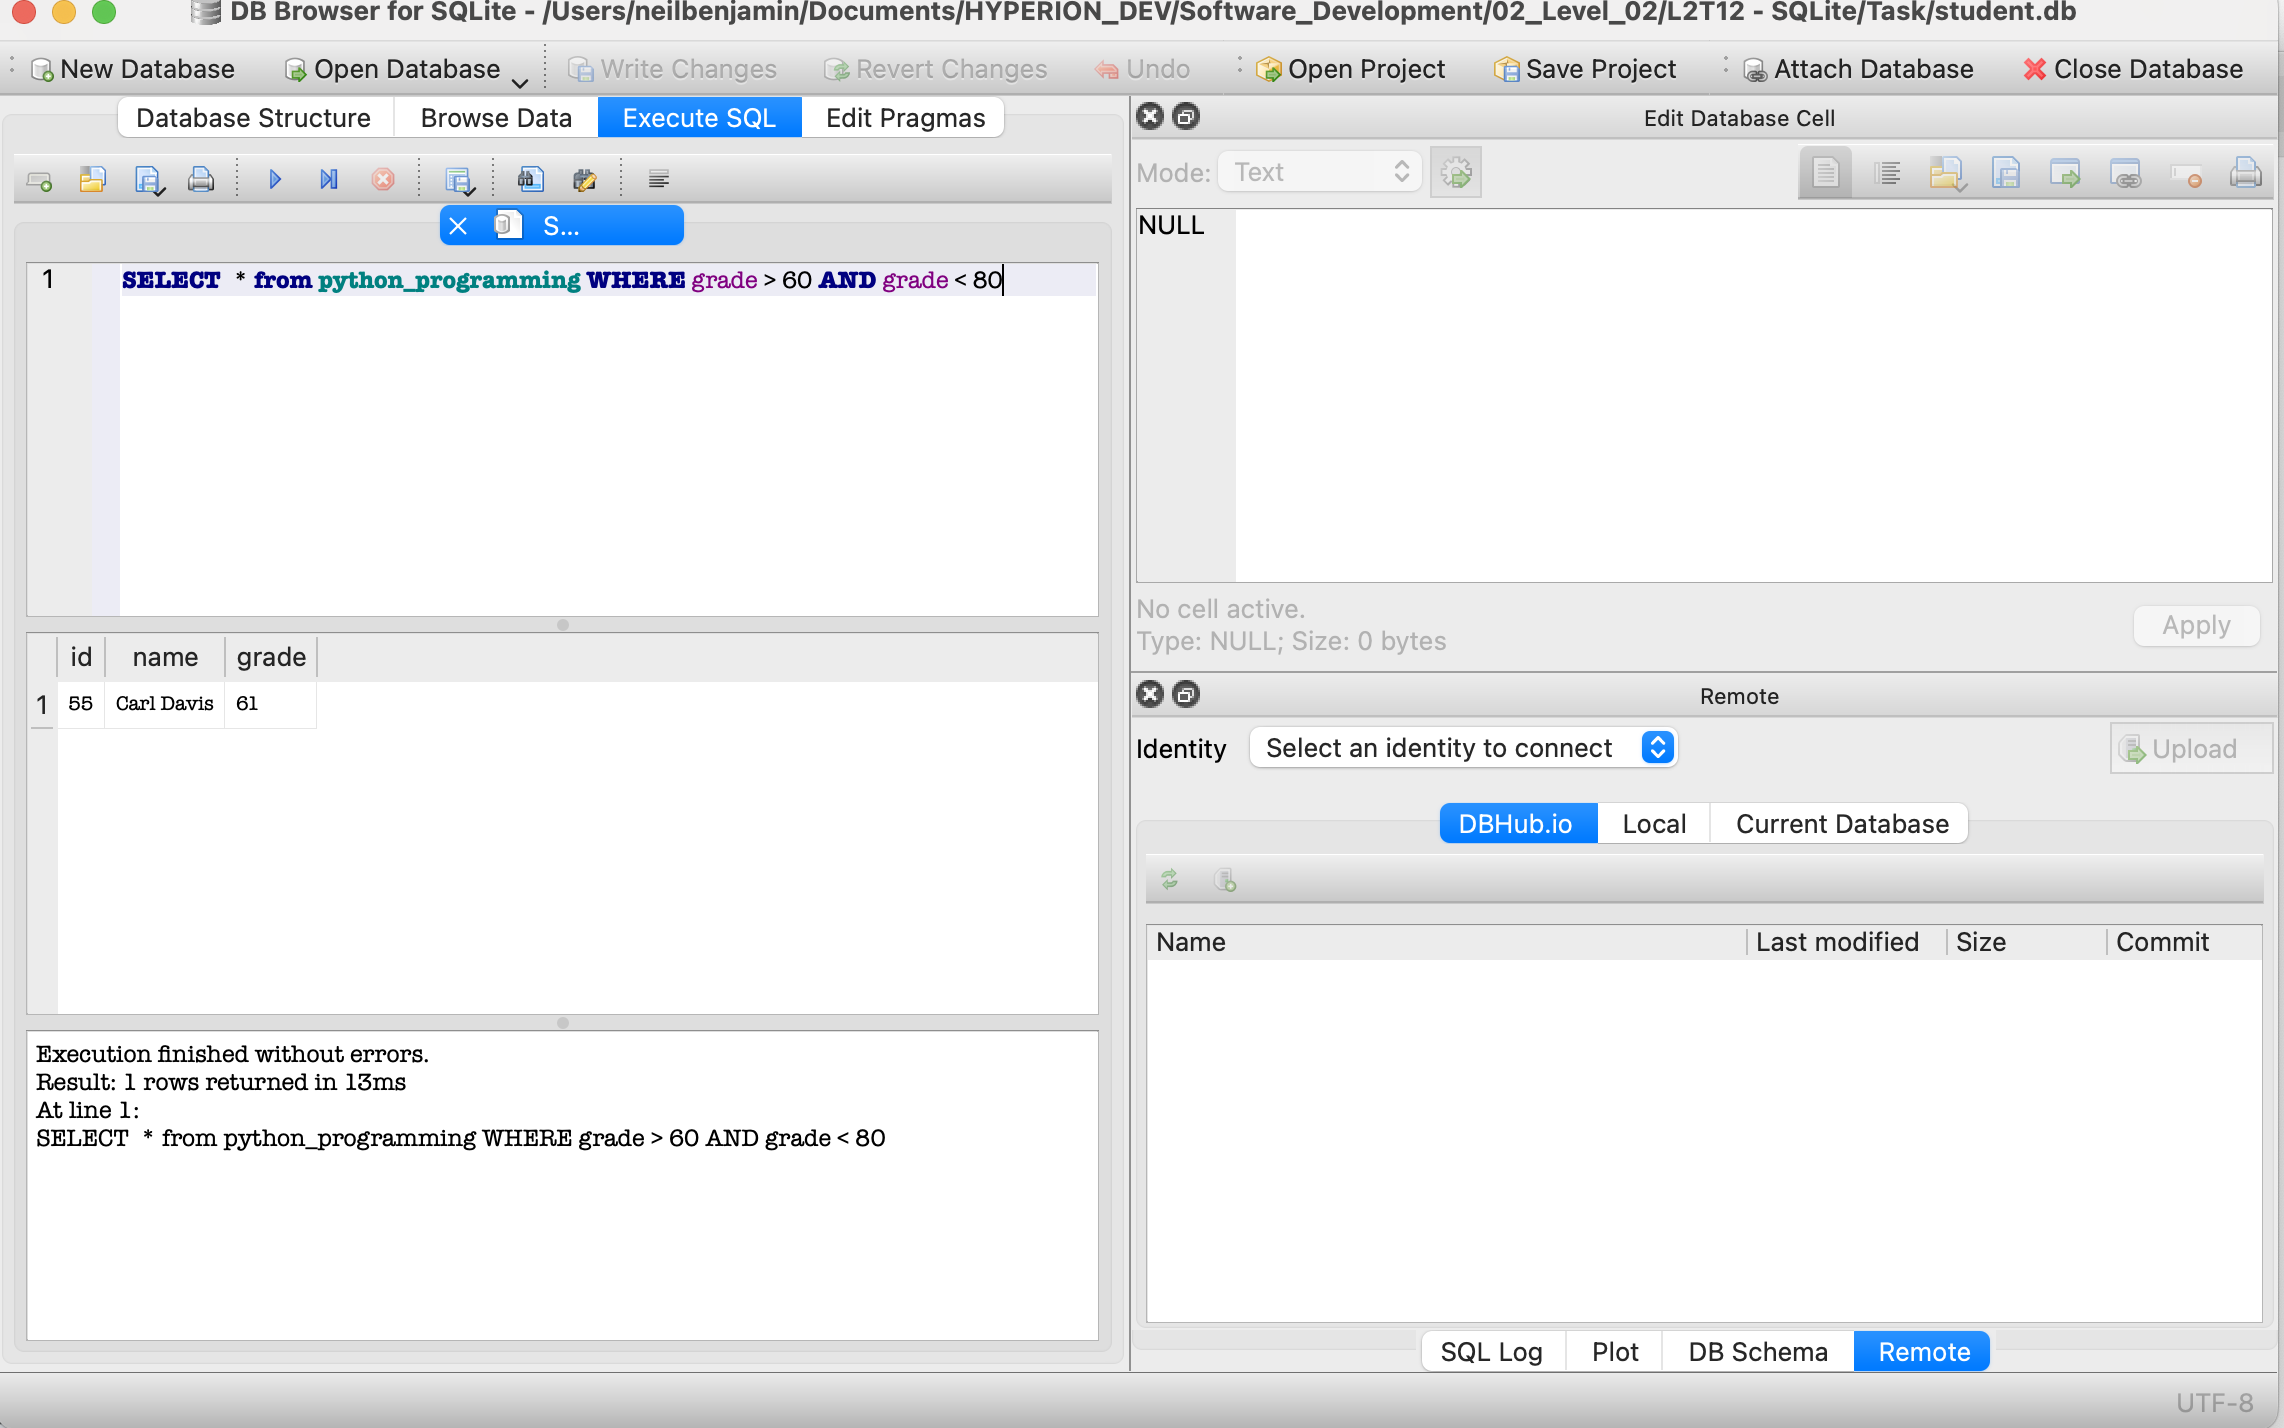 DB Browser for SQLite - /Users/neilbenjamin/Documents/HYPERION_DEV/Software_Development/02_Level_02/L2T12 - SQLite/Task/student.db
New Database Open Database Write Changes Revert Changes Undo Open Project Save Project Attach Database Close Database
Database Structure Browse Data Execute SQL Edit Pragmas
S...
1 SELECT * from python_programming WHERE grade > 60 AND grade < 80
id name grade
1 55 Carl Davis 61
Execution finished without errors.
Result: 1 rows returned in 13ms
At line 1:
SELECT * from python_programming WHERE grade > 60 AND grade < 80
Edit Database Cell
Mode: Text
NULL
No cell active.
Type: NULL; Size: 0 bytes
Apply
Remote
Identity Select an identity to connect Upload
DBHub.io Local Current Database
Name Last modified Size Commit
SQL Log Plot DB Schema Remote
UTF-8